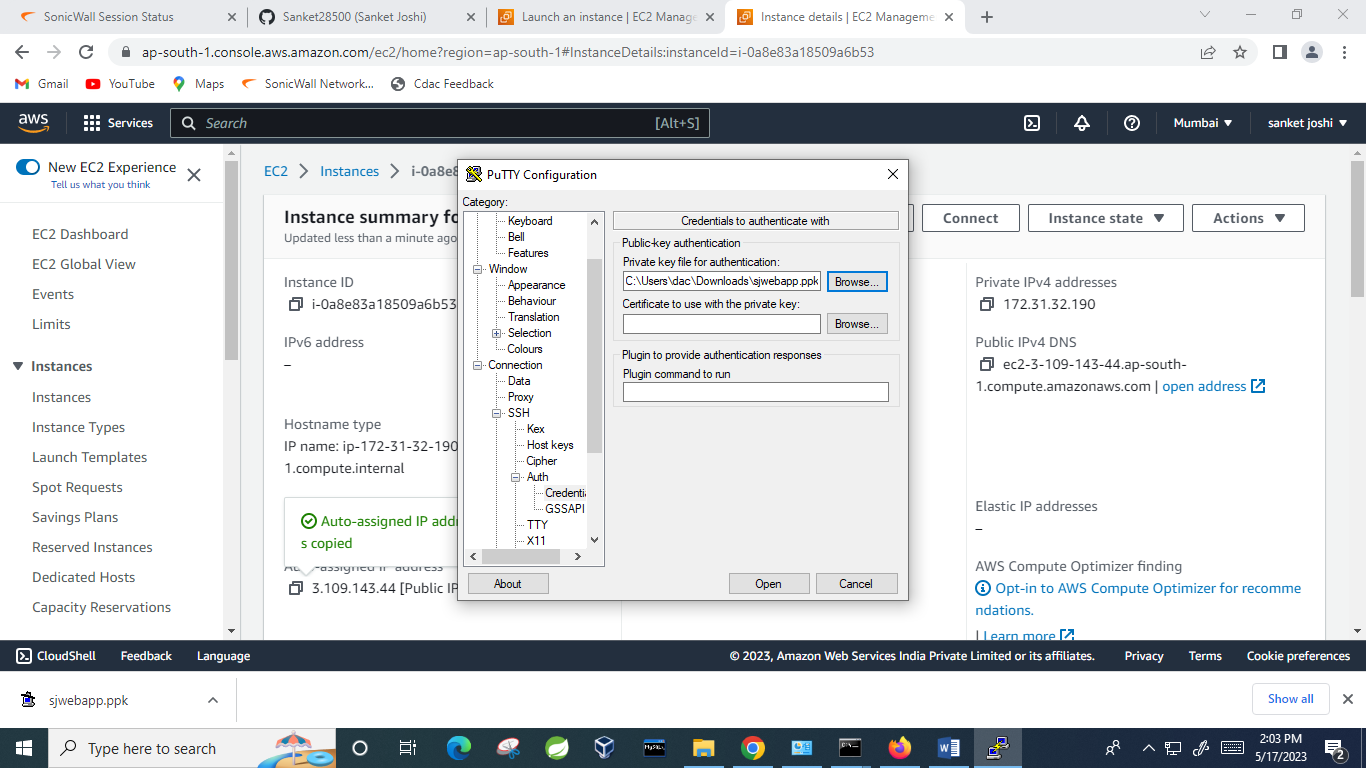 SonicWall Session Status
Sanket28500 (Sanket Joshi)
Launch an instance | EC2 Manage
Instance details | EC2 Manageme
ap-south-1.console.aws.amazon.com/ec2/home?region=ap-south-1#InstanceDetails:instanceId=i-0a8e83a18509a6b53
Gmail
YouTube
Maps
SonicWall Network...
Cdac Feedback
aws
Services
Search
[Alt+S]
Mumbai
sanket joshi
New EC2 Experience
Tell us what you think
EC2 Dashboard
EC2 Global View
Events
Limits
Instances
Instances
Instance Types
Launch Templates
Spot Requests
Savings Plans
Reserved Instances
Dedicated Hosts
Capacity Reservations
EC2
Instances
i-0a8e8
Instance summary fo
Updated less than a minute ago
Connect
Instance state
Actions
Instance ID
i-0a8e83a18509a6b53
IPv6 address
–
Hostname type
IP name: ip-172-31-32-190
1.compute.internal
Auto-assigned IP addr
s copied
Auto-assigned IP address
3.109.143.44 [Public IP
PuTTY Configuration
Category:
Keyboard
Bell
Features
Window
Appearance
Behaviour
Translation
Selection
Colours
Connection
Data
Proxy
SSH
Kex
Host keys
Cipher
Auth
Credentia
GSSAPI
TTY
X11
Credentials to authenticate with
Public-key authentication
Private key file for authentication:
C:\Users\dac\Downloads\sjwebapp.ppk
Browse...
Certificate to use with the private key:
Browse...
Plugin to provide authentication responses
Plugin command to run
About
Open
Cancel
Private IPv4 addresses
172.31.32.190
Public IPv4 DNS
ec2-3-109-143-44.ap-south-
1.compute.amazonaws.com | open address
Elastic IP addresses
–
AWS Compute Optimizer finding
Opt-in to AWS Compute Optimizer for recomme
ndations.
| Learn more
CloudShell
Feedback
Language
© 2023, Amazon Web Services India Private Limited or its affiliates.
Privacy
Terms
Cookie preferences
sjwebapp.ppk
Show all
Type here to search
MySQL
2:03 PM
5/17/2023
2